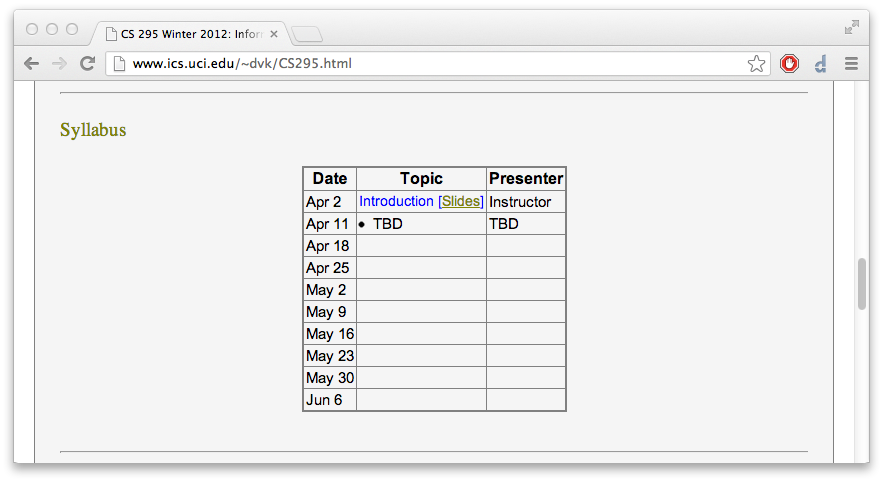 CS 295 Winter 2012: Infor
www.ics.uci.edu/~dvk/CS295.html
Syllabus
Date Topic Presenter
Apr 2 Introduction [Slides] Instructor
Apr 11 • TBD TBD
Apr 18
Apr 25
May 2
May 9
May 16
May 23
May 30
Jun 6